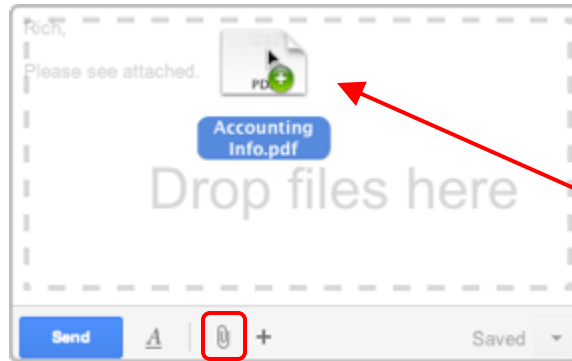 Rich,
Please see attached.
PDF
Accounting
Info.pdf
Drop files here
Send
A
Saved